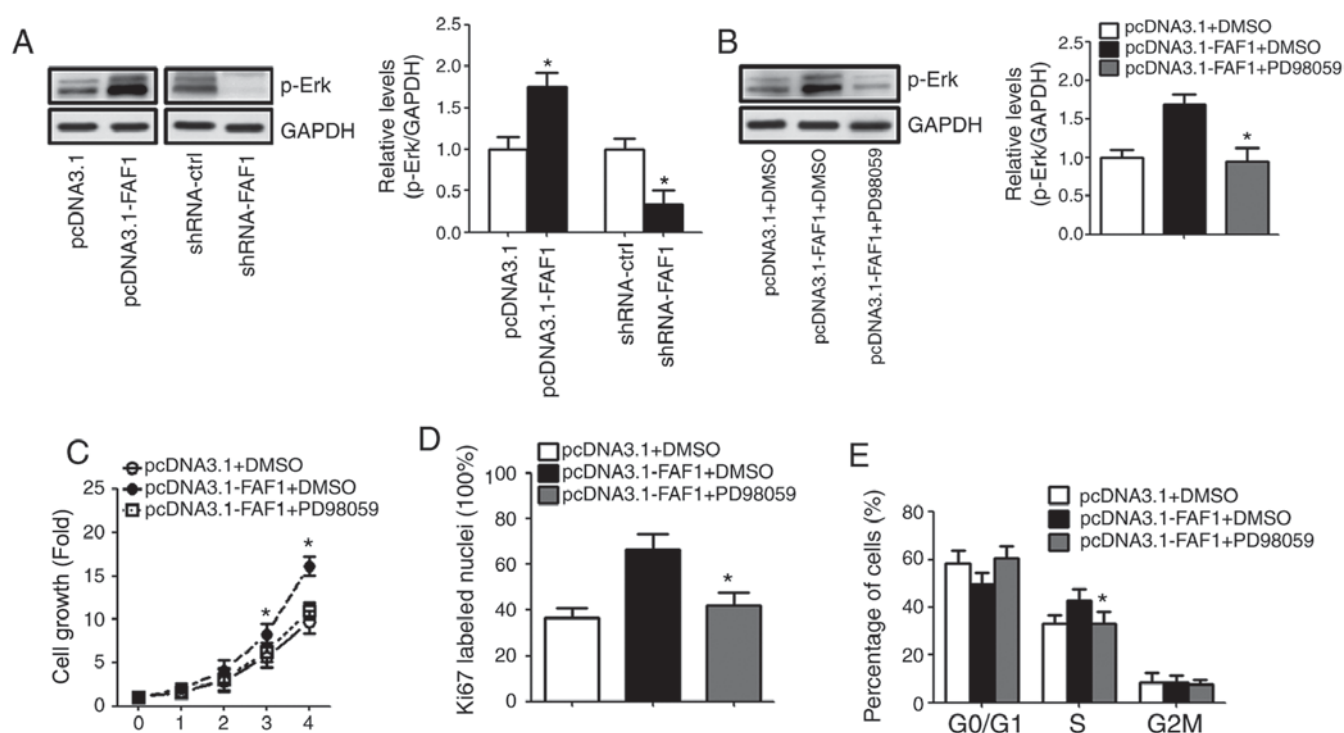 A
p-Erk
GAPDH
pcDNA3.1
pcDNA3.1-FAF1
shRNA-ctrl
shRNA-FAF1
Relative levels
(p-Erk/GAPDH)
2.5
2.0
1.5
1.0
0.5
0.0
*
*
pcDNA3.1
pcDNA3.1-FAF1
shRNA-ctrl
shRNA-FAF1
B
p-Erk
GAPDH
pcDNA3.1+DMSO
pcDNA3.1-FAF1+DMSO
pcDNA3.1-FAF1+PD98059
pcDNA3.1+DMSO
pcDNA3.1-FAF1+DMSO
pcDNA3.1-FAF1+PD98059
Relative levels
(p-Erk/GAPDH)
2.5
2.0
1.5
1.0
0.5
0.0
*
C
pcDNA3.1+DMSO
pcDNA3.1-FAF1+DMSO
pcDNA3.1-FAF1+PD98059
Cell growth (Fold)
25
20
15
10
5
0
*
*
0 1 2 3 4
D
pcDNA3.1+DMSO
pcDNA3.1-FAF1+DMSO
pcDNA3.1-FAF1+PD98059
Ki67 labeled nuclei (100%)
100
80
60
40
20
0
*
E
pcDNA3.1+DMSO
pcDNA3.1-FAF1+DMSO
pcDNA3.1-FAF1+PD98059
Percentage of cells (%)
80
60
40
20
0
*
G0/G1 S G2M